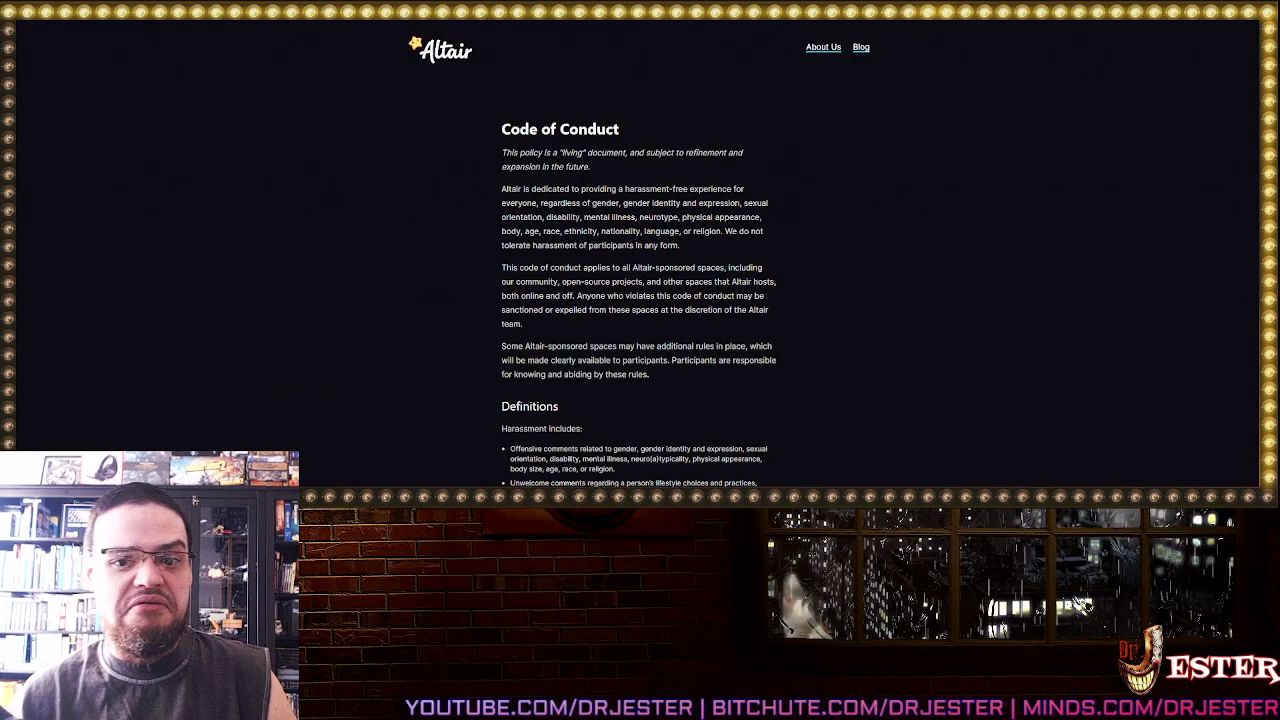 Altair
About Us Blog
Code of Conduct
This policy is a "living" document, and subject to refinement and
expansion in the future.
Altair is dedicated to providing a harassment-free experience for
everyone, regardless of gender, gender identity and expression, sexual
orientation, disability, mental illness, neurotype, physical appearance,
body, age, race, ethnicity, nationality, language, or religion. We do not
tolerate harassment of participants in any form.
This code of conduct applies to all Altair-sponsored spaces, including
our community, open-source projects, and other spaces that Altair hosts,
both online and off. Anyone who violates this code of conduct may be
sanctioned or expelled from these spaces at the discretion of the Altair
team.
Some Altair-sponsored spaces may have additional rules in place, which
will be made clearly available to participants. Participants are responsible
for knowing and abiding by these rules.
Definitions
Harassment includes:
• Offensive comments related to gender, gender identity and expression, sexual
orientation, disability, mental illness, neuro(a)typicality, physical appearance,
body size, age, race, or religion.
• Unwelcome comments regarding a person's lifestyle choices and practices,
Dr JESTER
YOUTUBE.COM/DRJESTER | BITCHUTE.COM/DRJESTER | MINDS.COM/DRJESTER